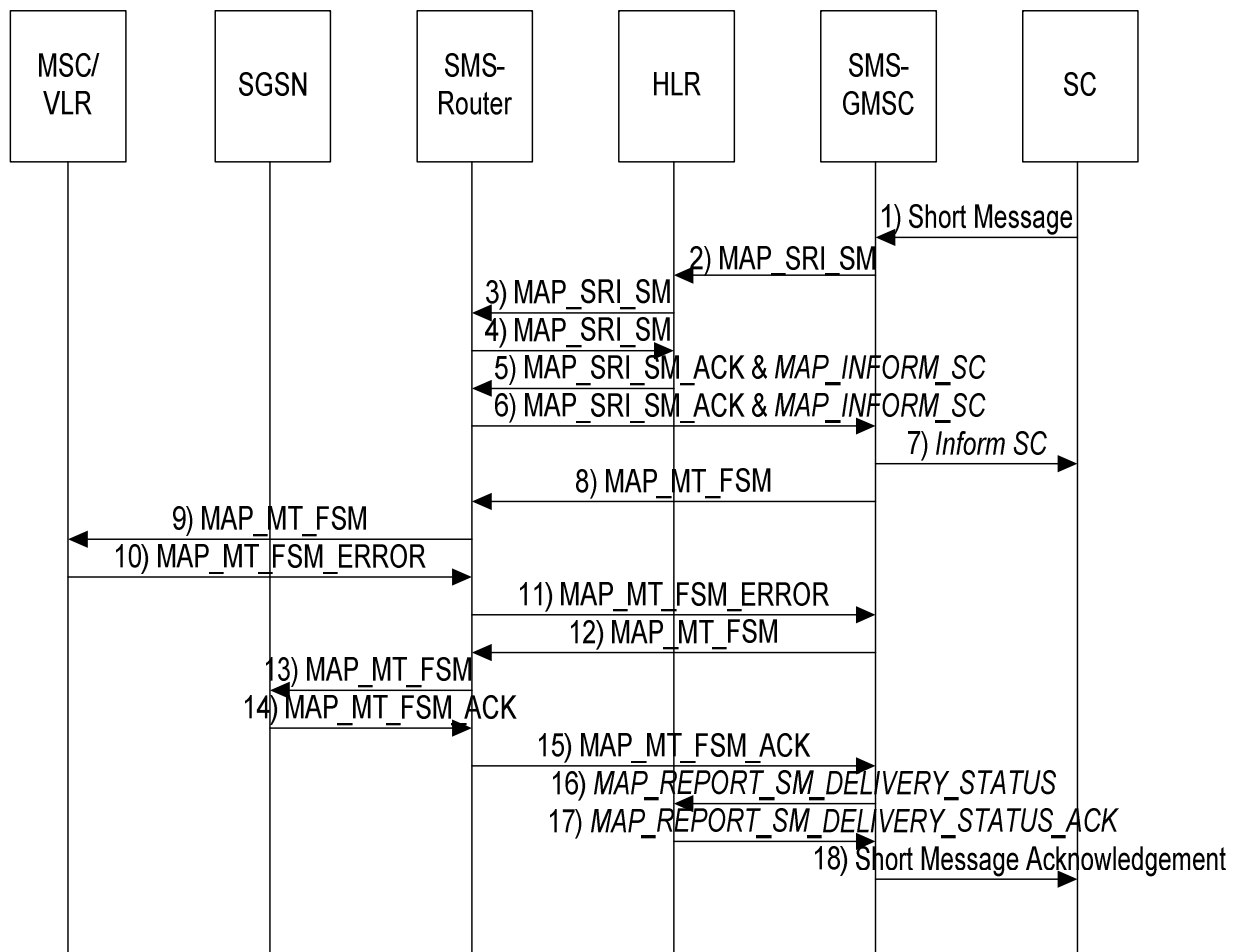 MSC/
VLR
SGSN
SMS-
Router
HLR
SMS-
GMSC
SC
1) Short Message
2) MAP_SRI_SM
3) MAP_SRI_SM
4) MAP_SRI_SM
5) MAP_SRI_SM_ACK & MAP_INFORM_SC
6) MAP_SRI_SM_ACK & MAP_INFORM_SC
7) Inform SC
8) MAP_MT_FSM
9) MAP_MT_FSM
10) MAP_MT_FSM_ERROR
11) MAP_MT_FSM_ERROR
12) MAP_MT_FSM
13) MAP_MT_FSM
14) MAP_MT_FSM_ACK
15) MAP_MT_FSM_ACK
16) MAP_REPORT_SM_DELIVERY_STATUS
17) MAP_REPORT_SM_DELIVERY_STATUS_ACK
18) Short Message Acknowledgement